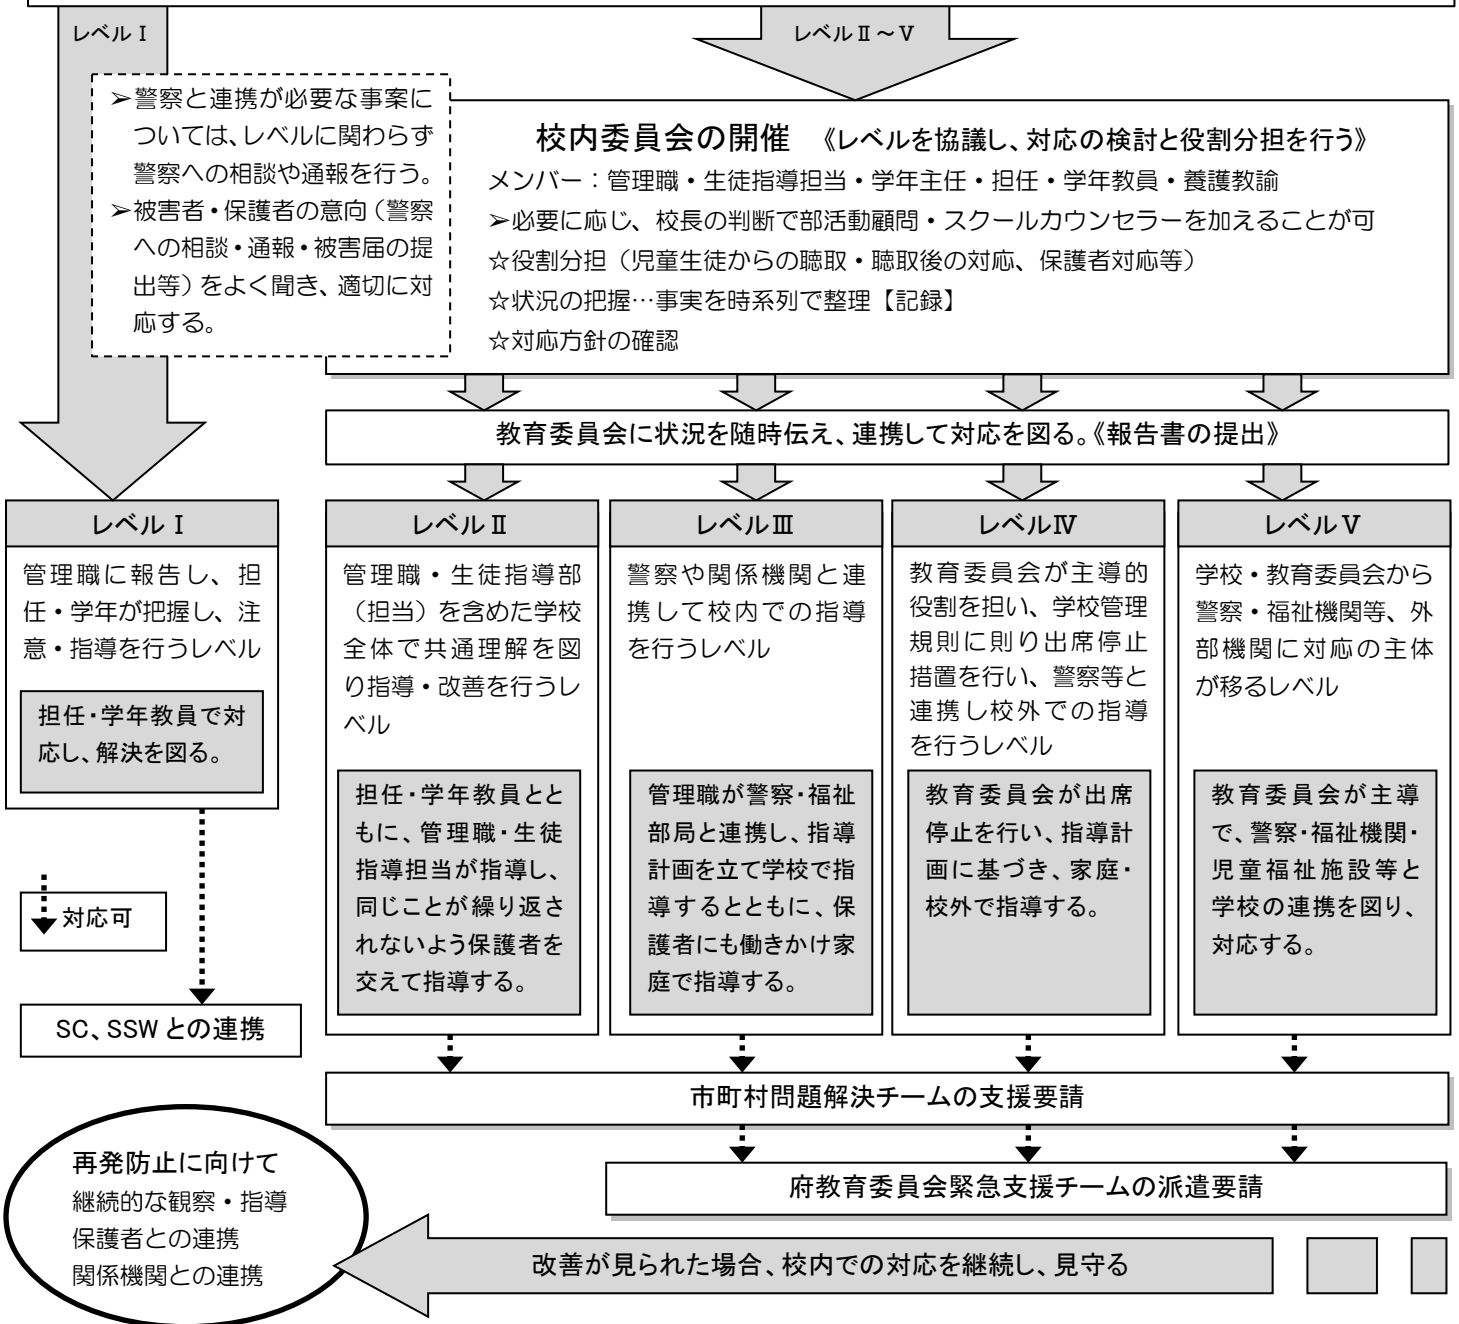 レベルⅠ
レベルⅡ～Ⅴ
➢警察と連携が必要な事案に
ついては、レベルに関わらず
警察への相談や通報を行う。
➢被害者・保護者の意向（警察
への相談・通報・被害届の提
出等）をよく聞き、適切に対
応する。
校内委員会の開催　《レベルを協議し、対応の検討と役割分担を行う》
メンバー：管理職・生徒指導担当・学年主任・担任・学年教員・養護教諭
➢必要に応じ、校長の判断で部活動顧問・スクールカウンセラーを加えることが可
☆役割分担（児童生徒からの聴取・聴取後の対応、保護者対応等）
☆状況の把握…事実を時系列で整理【記録】
☆対応方針の確認
教育委員会に状況を随時伝え、連携して対応を図る。《報告書の提出》
レベルⅠ
管理職に報告し、担
任・学年が把握し、注
意・指導を行うレベル
担任・学年教員で対
応し、解決を図る。
レベルⅡ
管理職・生徒指導部
（担当）を含めた学校
全体で共通理解を図
り指導・改善を行うレ
ベル
担任・学年教員とと
もに、管理職・生徒
指導担当が指導し、
同じことが繰り返さ
れないよう保護者を
交えて指導する。
レベルⅢ
警察や関係機関と連
携して校内での指導
を行うレベル
管理職が警察・福祉
部局と連携し、指導
計画を立て学校で指
導するとともに、保
護者にも働きかけ家
庭で指導する。
レベルⅣ
教育委員会が主導的
役割を担い、学校管理
規則に則り出席停止
措置を行い、警察等と
連携し校外での指導
を行うレベル
教育委員会が出席
停止を行い、指導計
画に基づき、家庭・
校外で指導する。
レベルⅤ
学校・教育委員会から
警察・福祉機関等、外
部機関に対応の主体
が移るレベル
教育委員会が主導
で、警察・福祉機関・
児童福祉施設等と
学校の連携を図り、
対応する。
対応可
SC、SSWとの連携
市町村問題解決チームの支援要請
府教育委員会緊急支援チームの派遣要請
再発防止に向けて
継続的な観察・指導
保護者との連携
関係機関との連携
改善が見られた場合、校内での対応を継続し、見守る